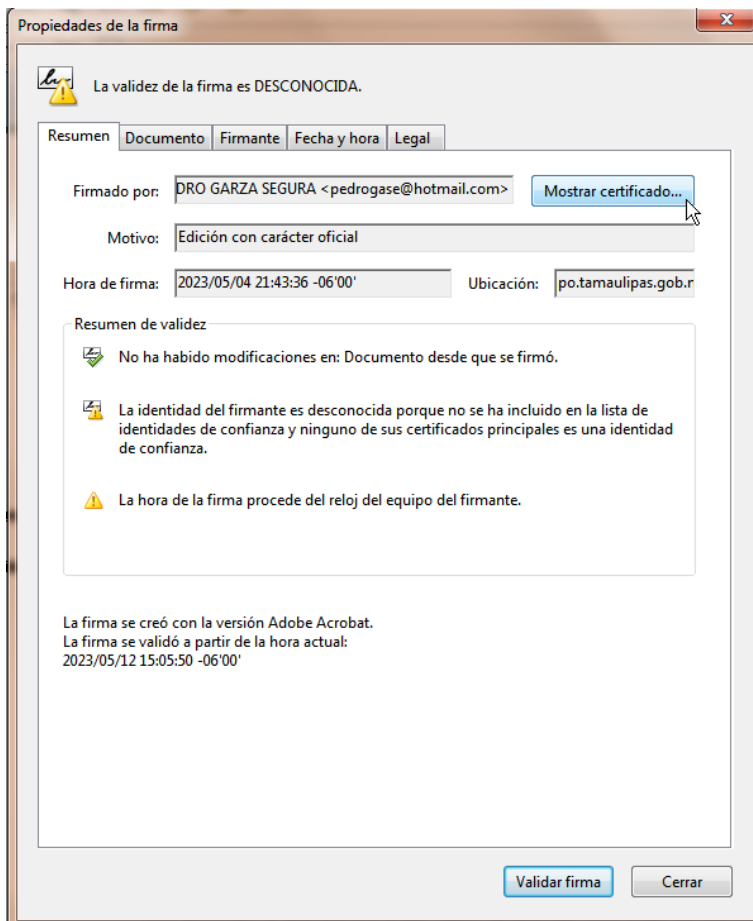 Propiedades de la firma
La validez de la firma es DESCONOCIDA.
Resumen Documento Firmante Fecha y hora Legal
Firmado por: DRO GARZA SEGURA <pedrogase@hotmail.com> Mostrar certificado...
Motivo: Edición con carácter oficial
Hora de firma: 2023/05/04 21:43:36 -06'00' Ubicación: po.tamaulipas.gob.r
Resumen de validez
No ha habido modificaciones en: Documento desde que se firmó.
La identidad del firmante es desconocida porque no se ha incluido en la lista de
identidades de confianza y ninguno de sus certificados principales es una identidad
de confianza.
La hora de la firma procede del reloj del equipo del firmante.
La firma se creó con la versión Adobe Acrobat.
La firma se validó a partir de la hora actual:
2023/05/12 15:05:50 -06'00'
Validar firma Cerrar